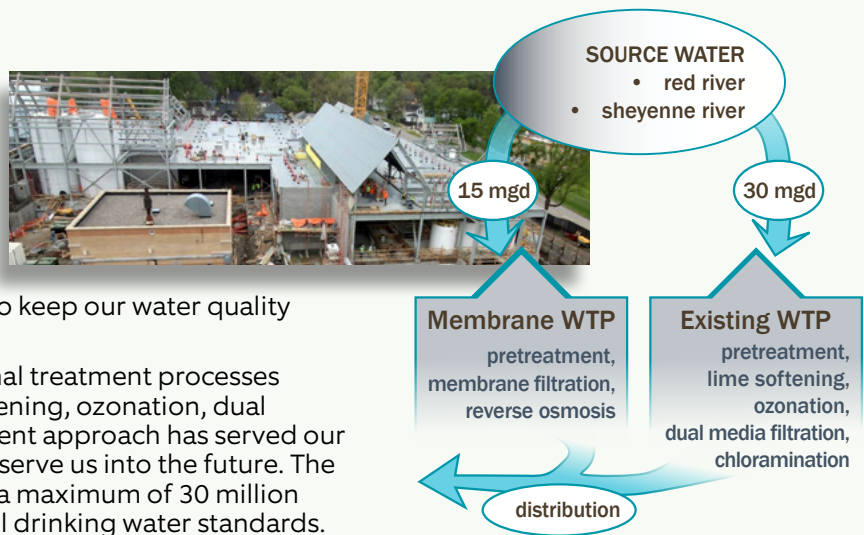 SOURCE WATER
• red river
• sheyenne river
15 mgd
30 mgd
Membrane WTP
pretreatment,
membrane filtration,
reverse osmosis
Existing WTP
pretreatment,
lime softening,
ozonation,
dual media filtration,
chloramination
distribution
o keep our water quality
al treatment processes
ening, ozonation, dual
ent approach has served our
serve us into the future. The
a maximum of 30 million
l drinking water standards.